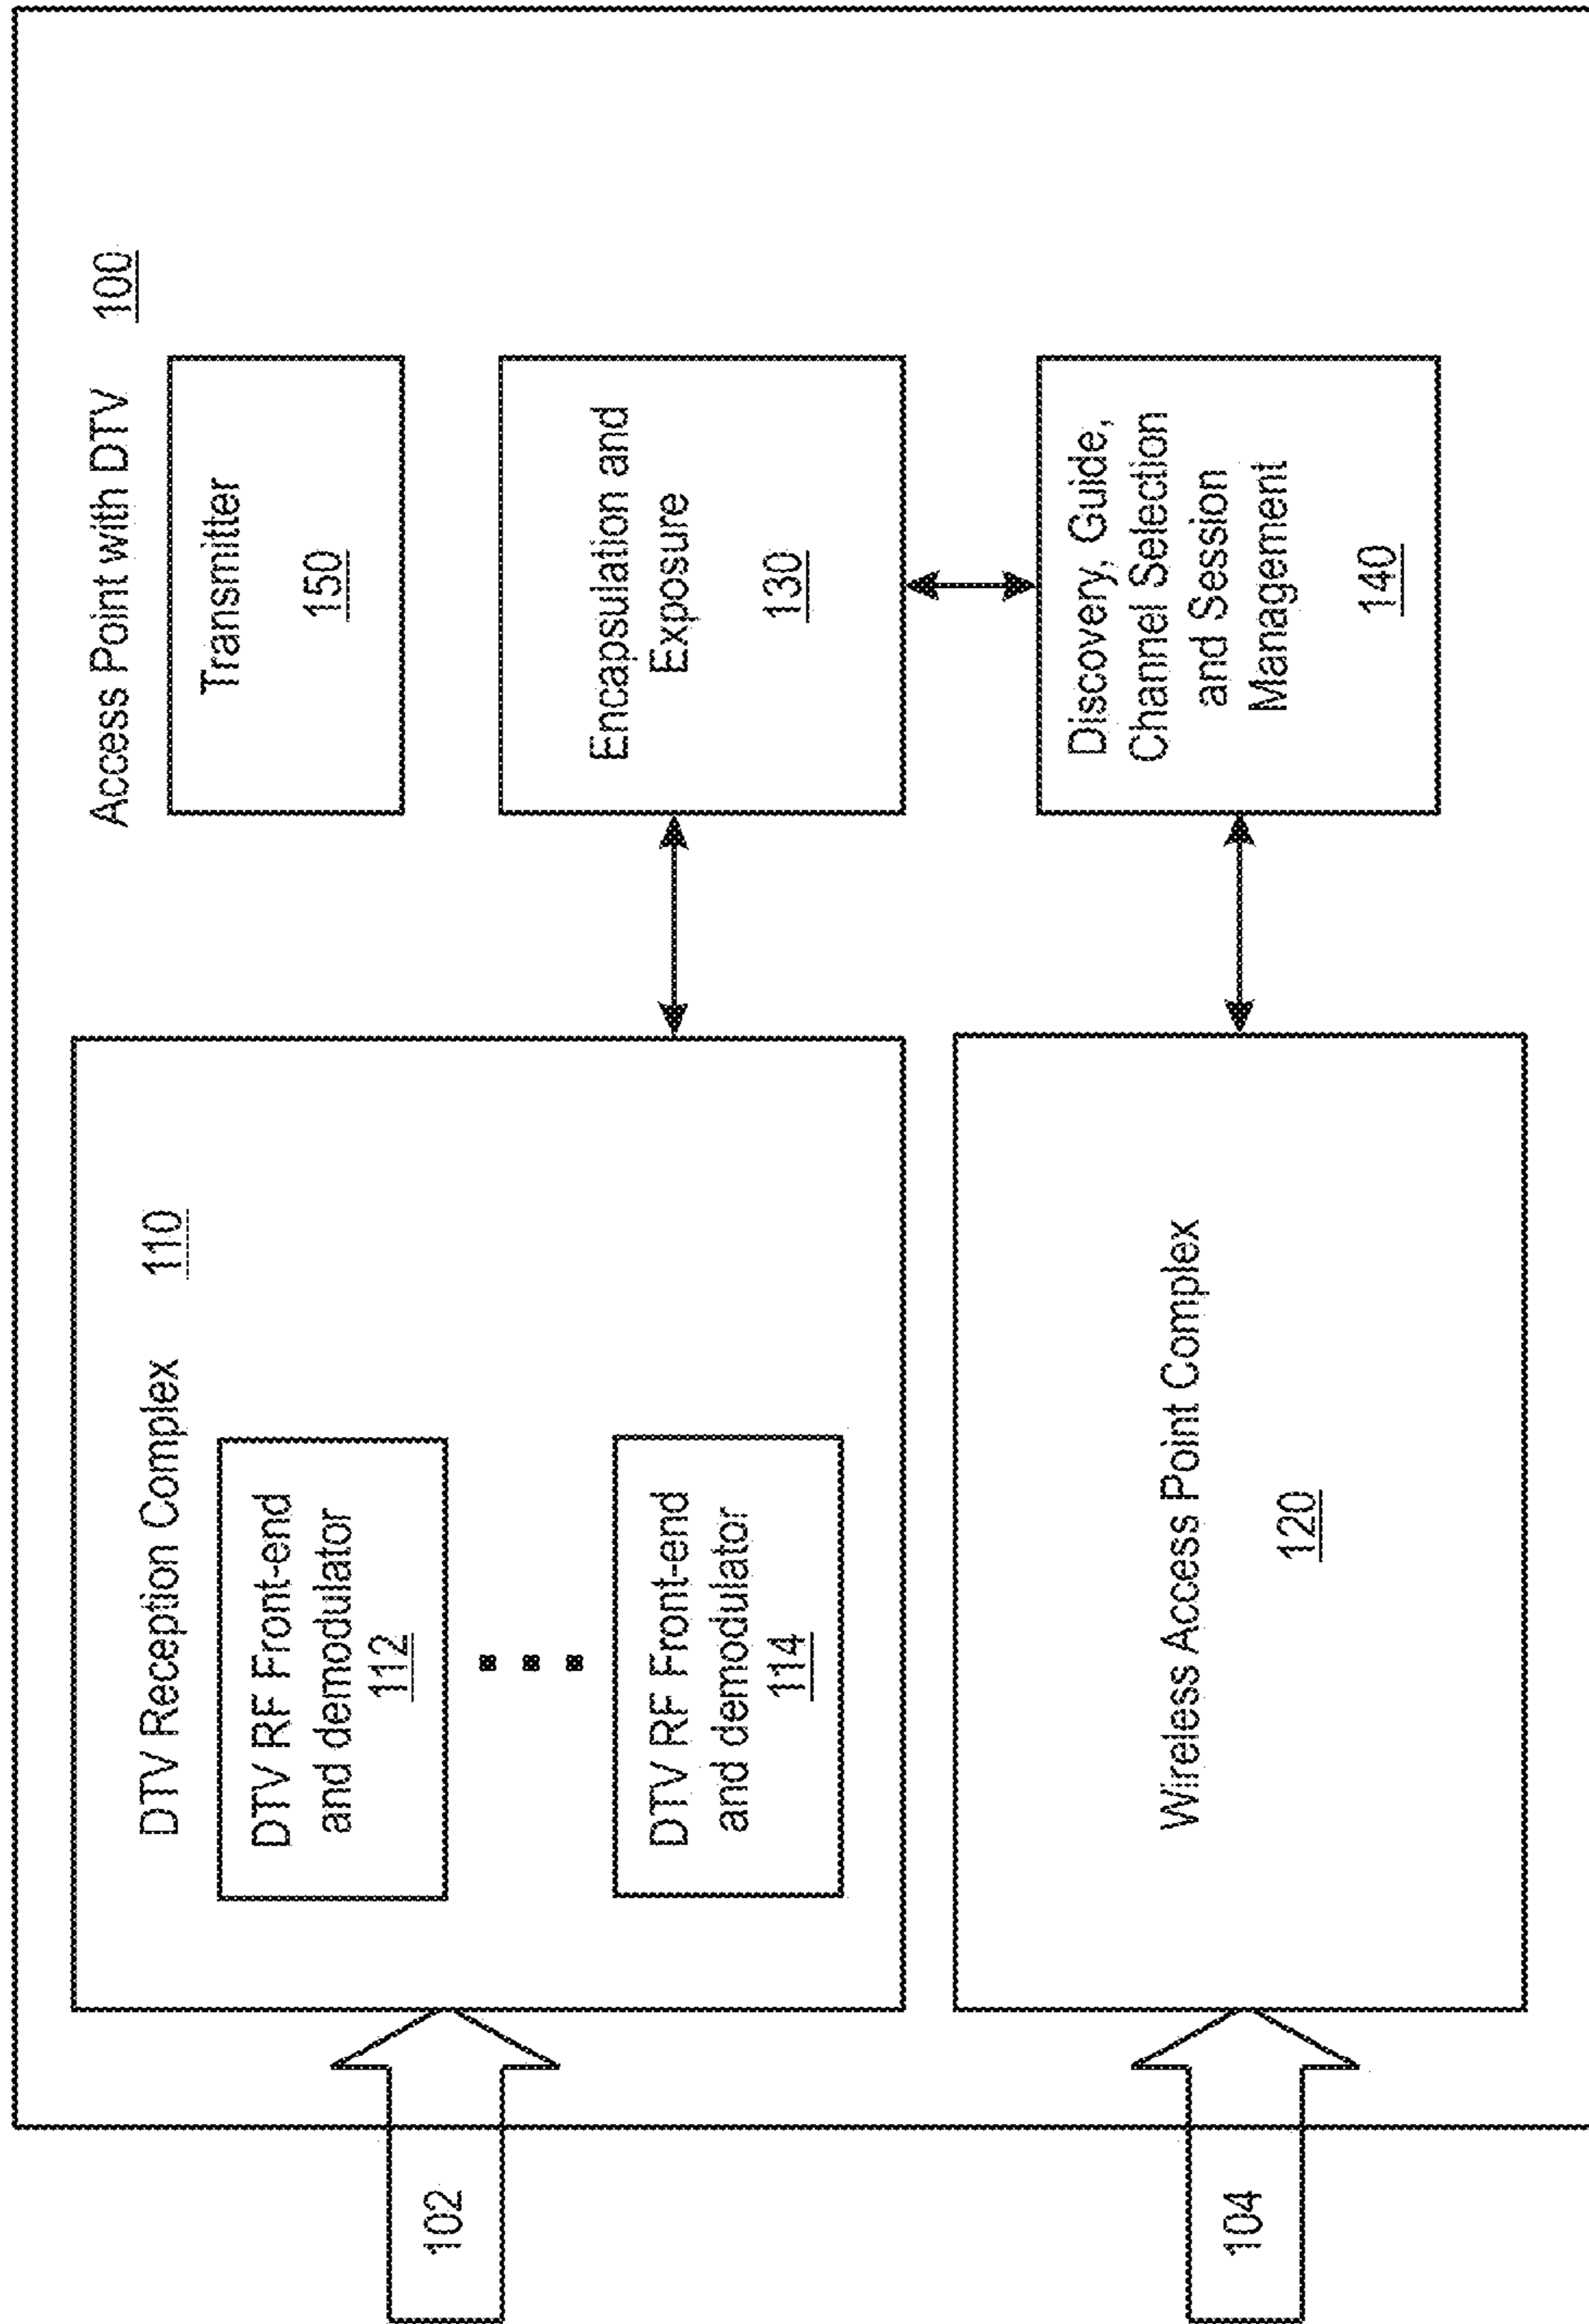 Access Point with DTV 100
DTV Reception Complex 110
DTV RF Front-end
and demodulator
112
DTV RF Front-end
and demodulator
114
102
Transmitter
150
Encapsulation and
Exposure
130
Wireless Access Point Complex
120
104
Discovery, Guide,
Channel Selection
and Session
Management
140